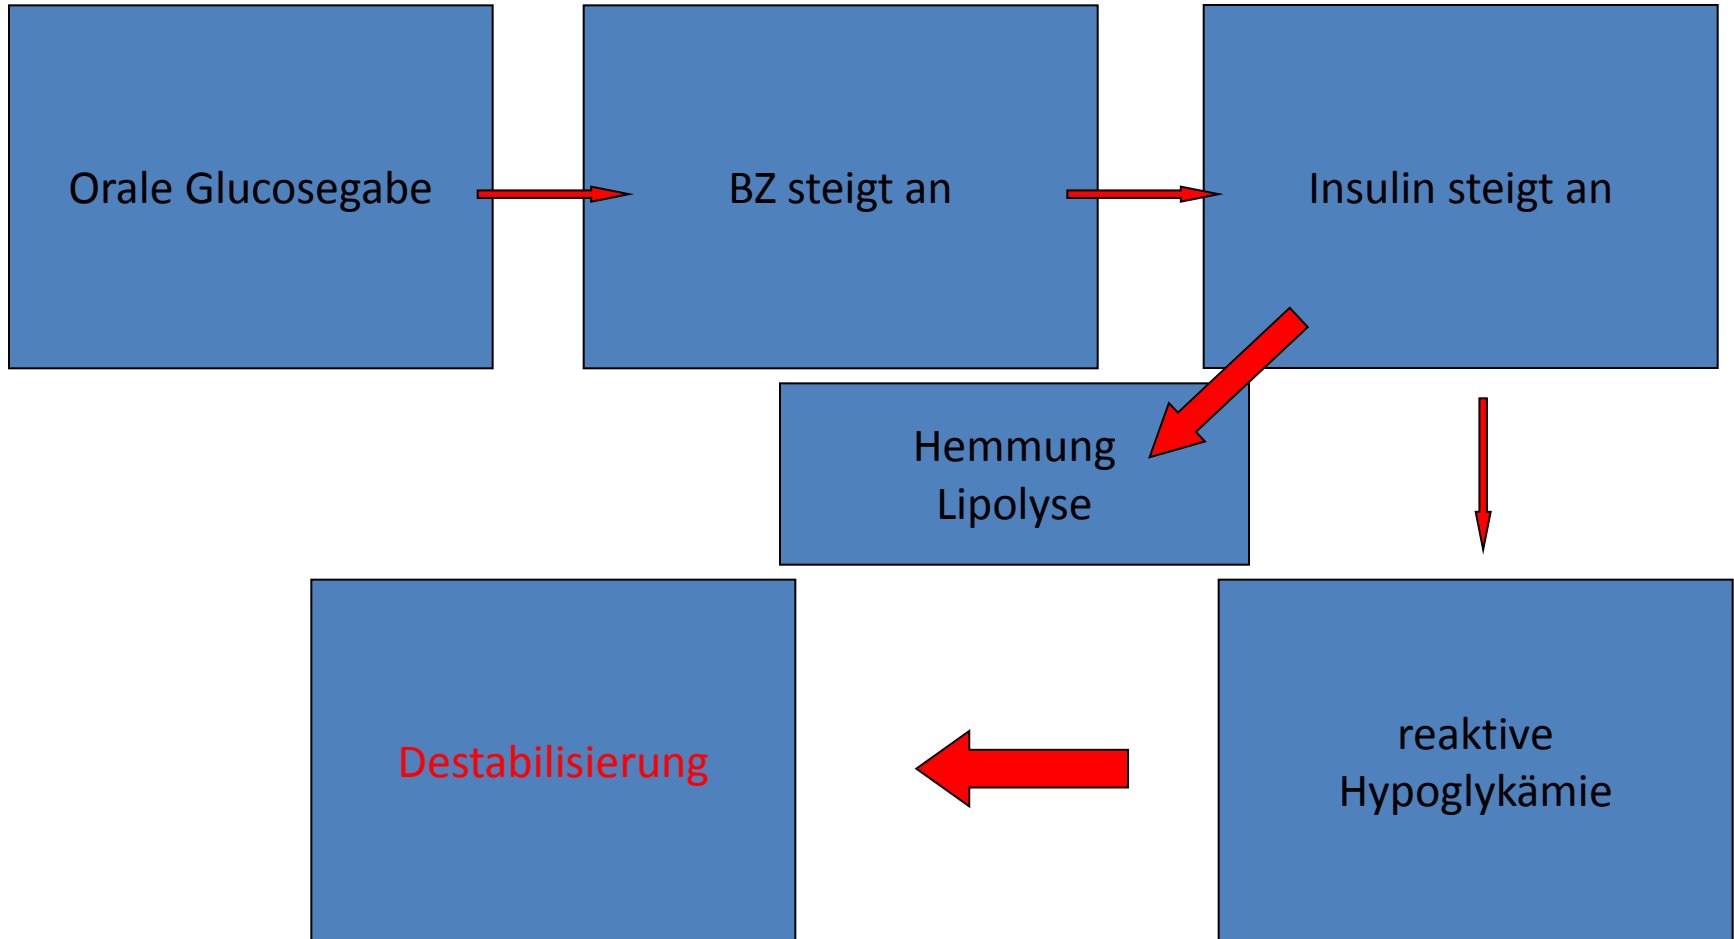 Orale Glucosegabe
BZ steigt an
Insulin steigt an
Hemmung
Lipolyse
reaktive
Hypoglykämie
Destabilisierung